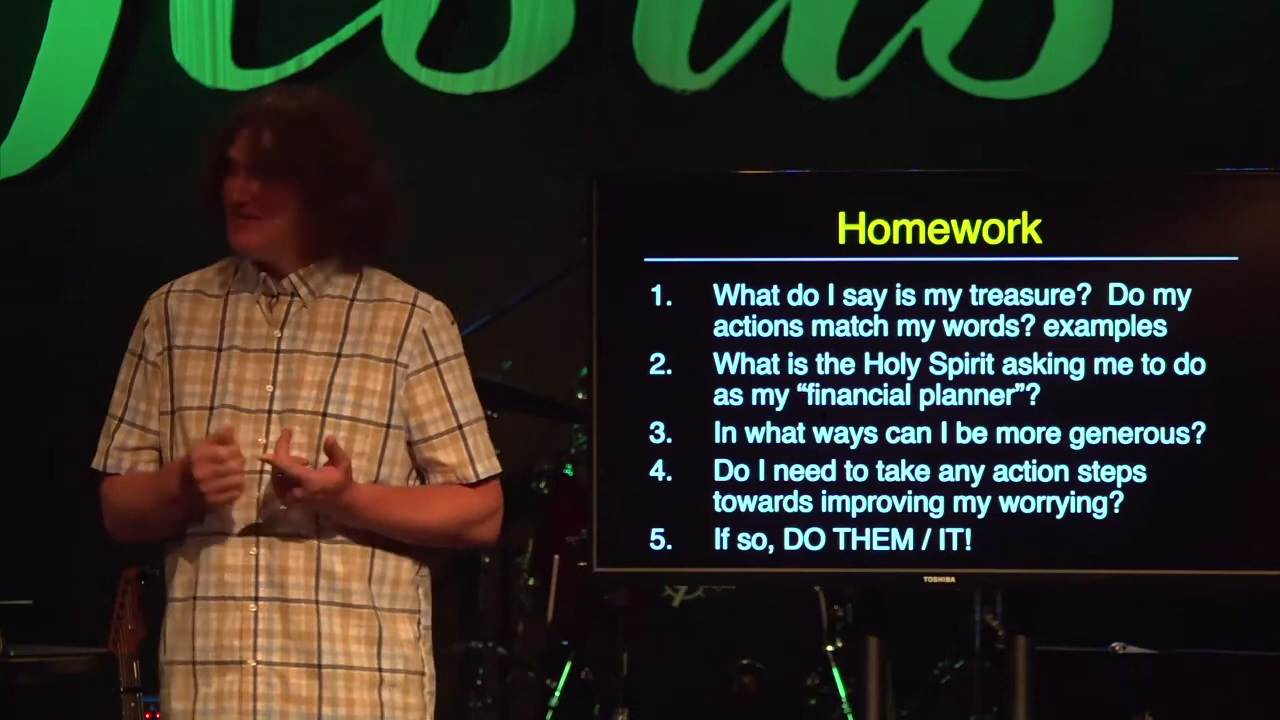 Jesus
Homework
1. What do I say is my treasure? Do my
actions match my words? examples
2. What is the Holy Spirit asking me to do
as my “financial planner”?
3. In what ways can I be more generous?
4. Do I need to take any action steps
towards improving my worrying?
5. If so, DO THEM / IT!
TOSHIBA